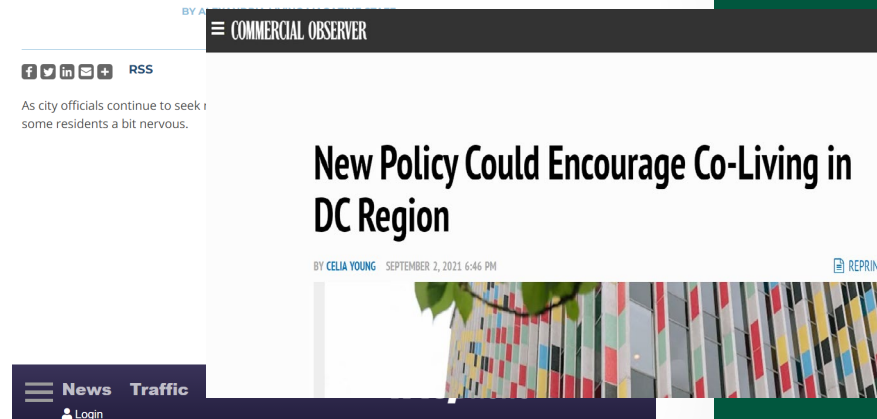 BY
COMMERCIAL OBSERVER
RSS
As city officials continue to seek
some residents a bit nervous.
New Policy Could Encourage Co-Living in
DC Region
BY CELIA YOUNG SEPTEMBER 2, 2021 6:46 PM
News Traffic
Login